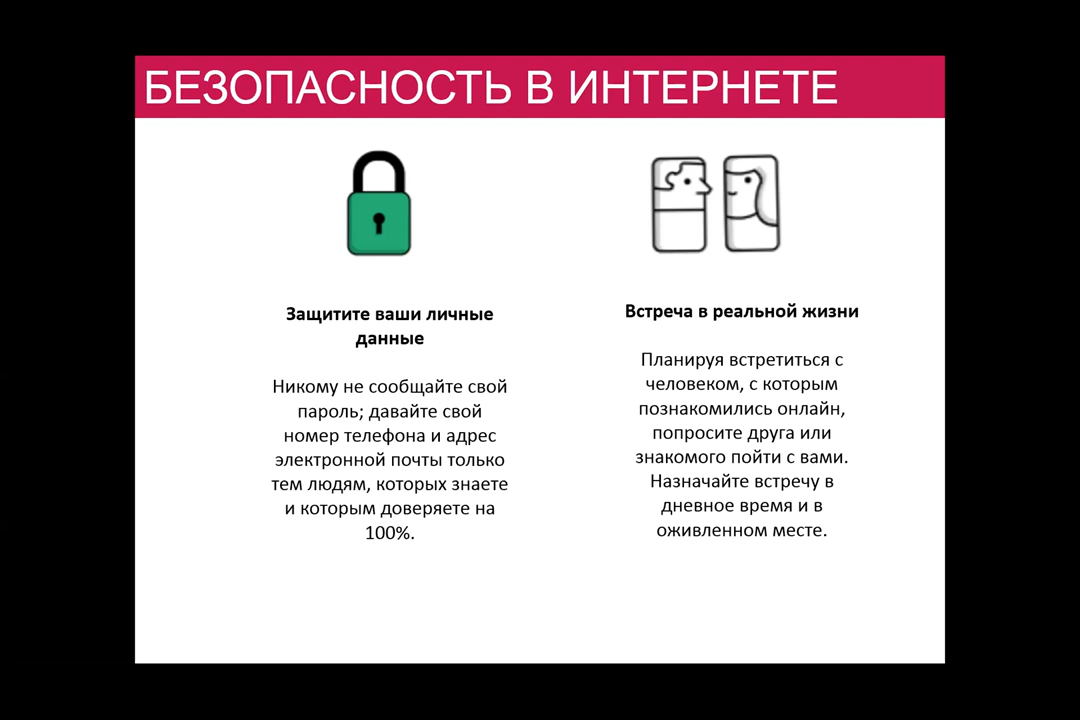 БЕЗОПАСНОСТЬ В ИНТЕРНЕТЕ
Защитите ваши личные
данные
Никому не сообщайте свой
пароль; давайте свой
номер телефона и адрес
электронной почты только
тем людям, которых знаете
и которым доверяете на
100%.
Встреча в реальной жизни
Планируя встретиться с
человеком, с которым
познакомились онлайн,
попросите друга или
знакомого пойти с вами.
Назначайте встречу в
дневное время и в
оживленном месте.